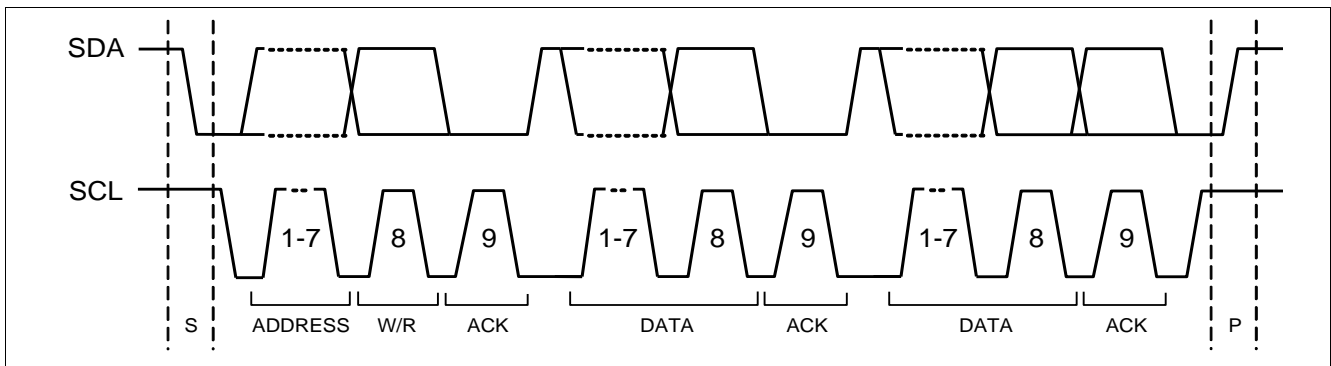 SDA
SCL
1-7 8 9 1-7 8 9 1-7 8 9
S ADDRESS W/R ACK DATA ACK DATA ACK P